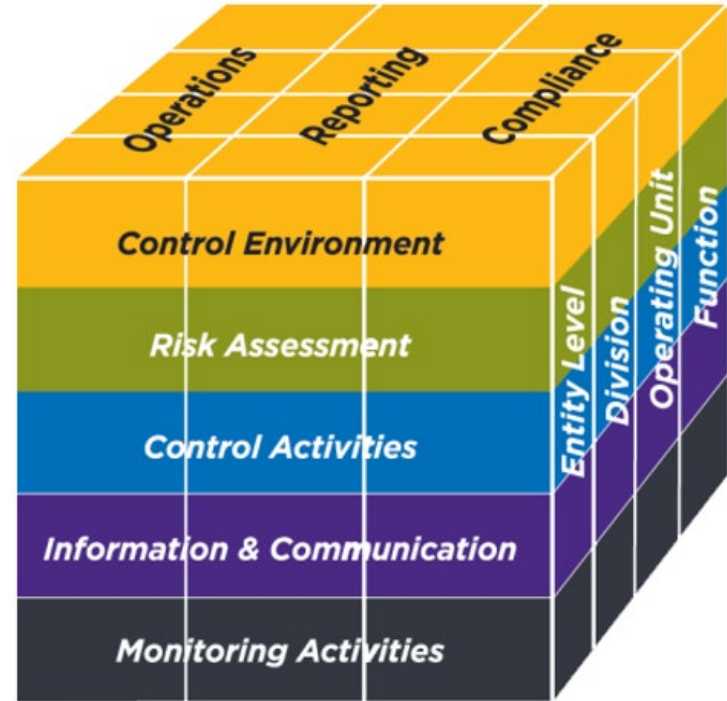 Operations
Reporting
Compliance
Control Environment
Risk Assessment
Control Activities
Information & Communication
Monitoring Activities
Entity Level
Division
Operating Unit
Function